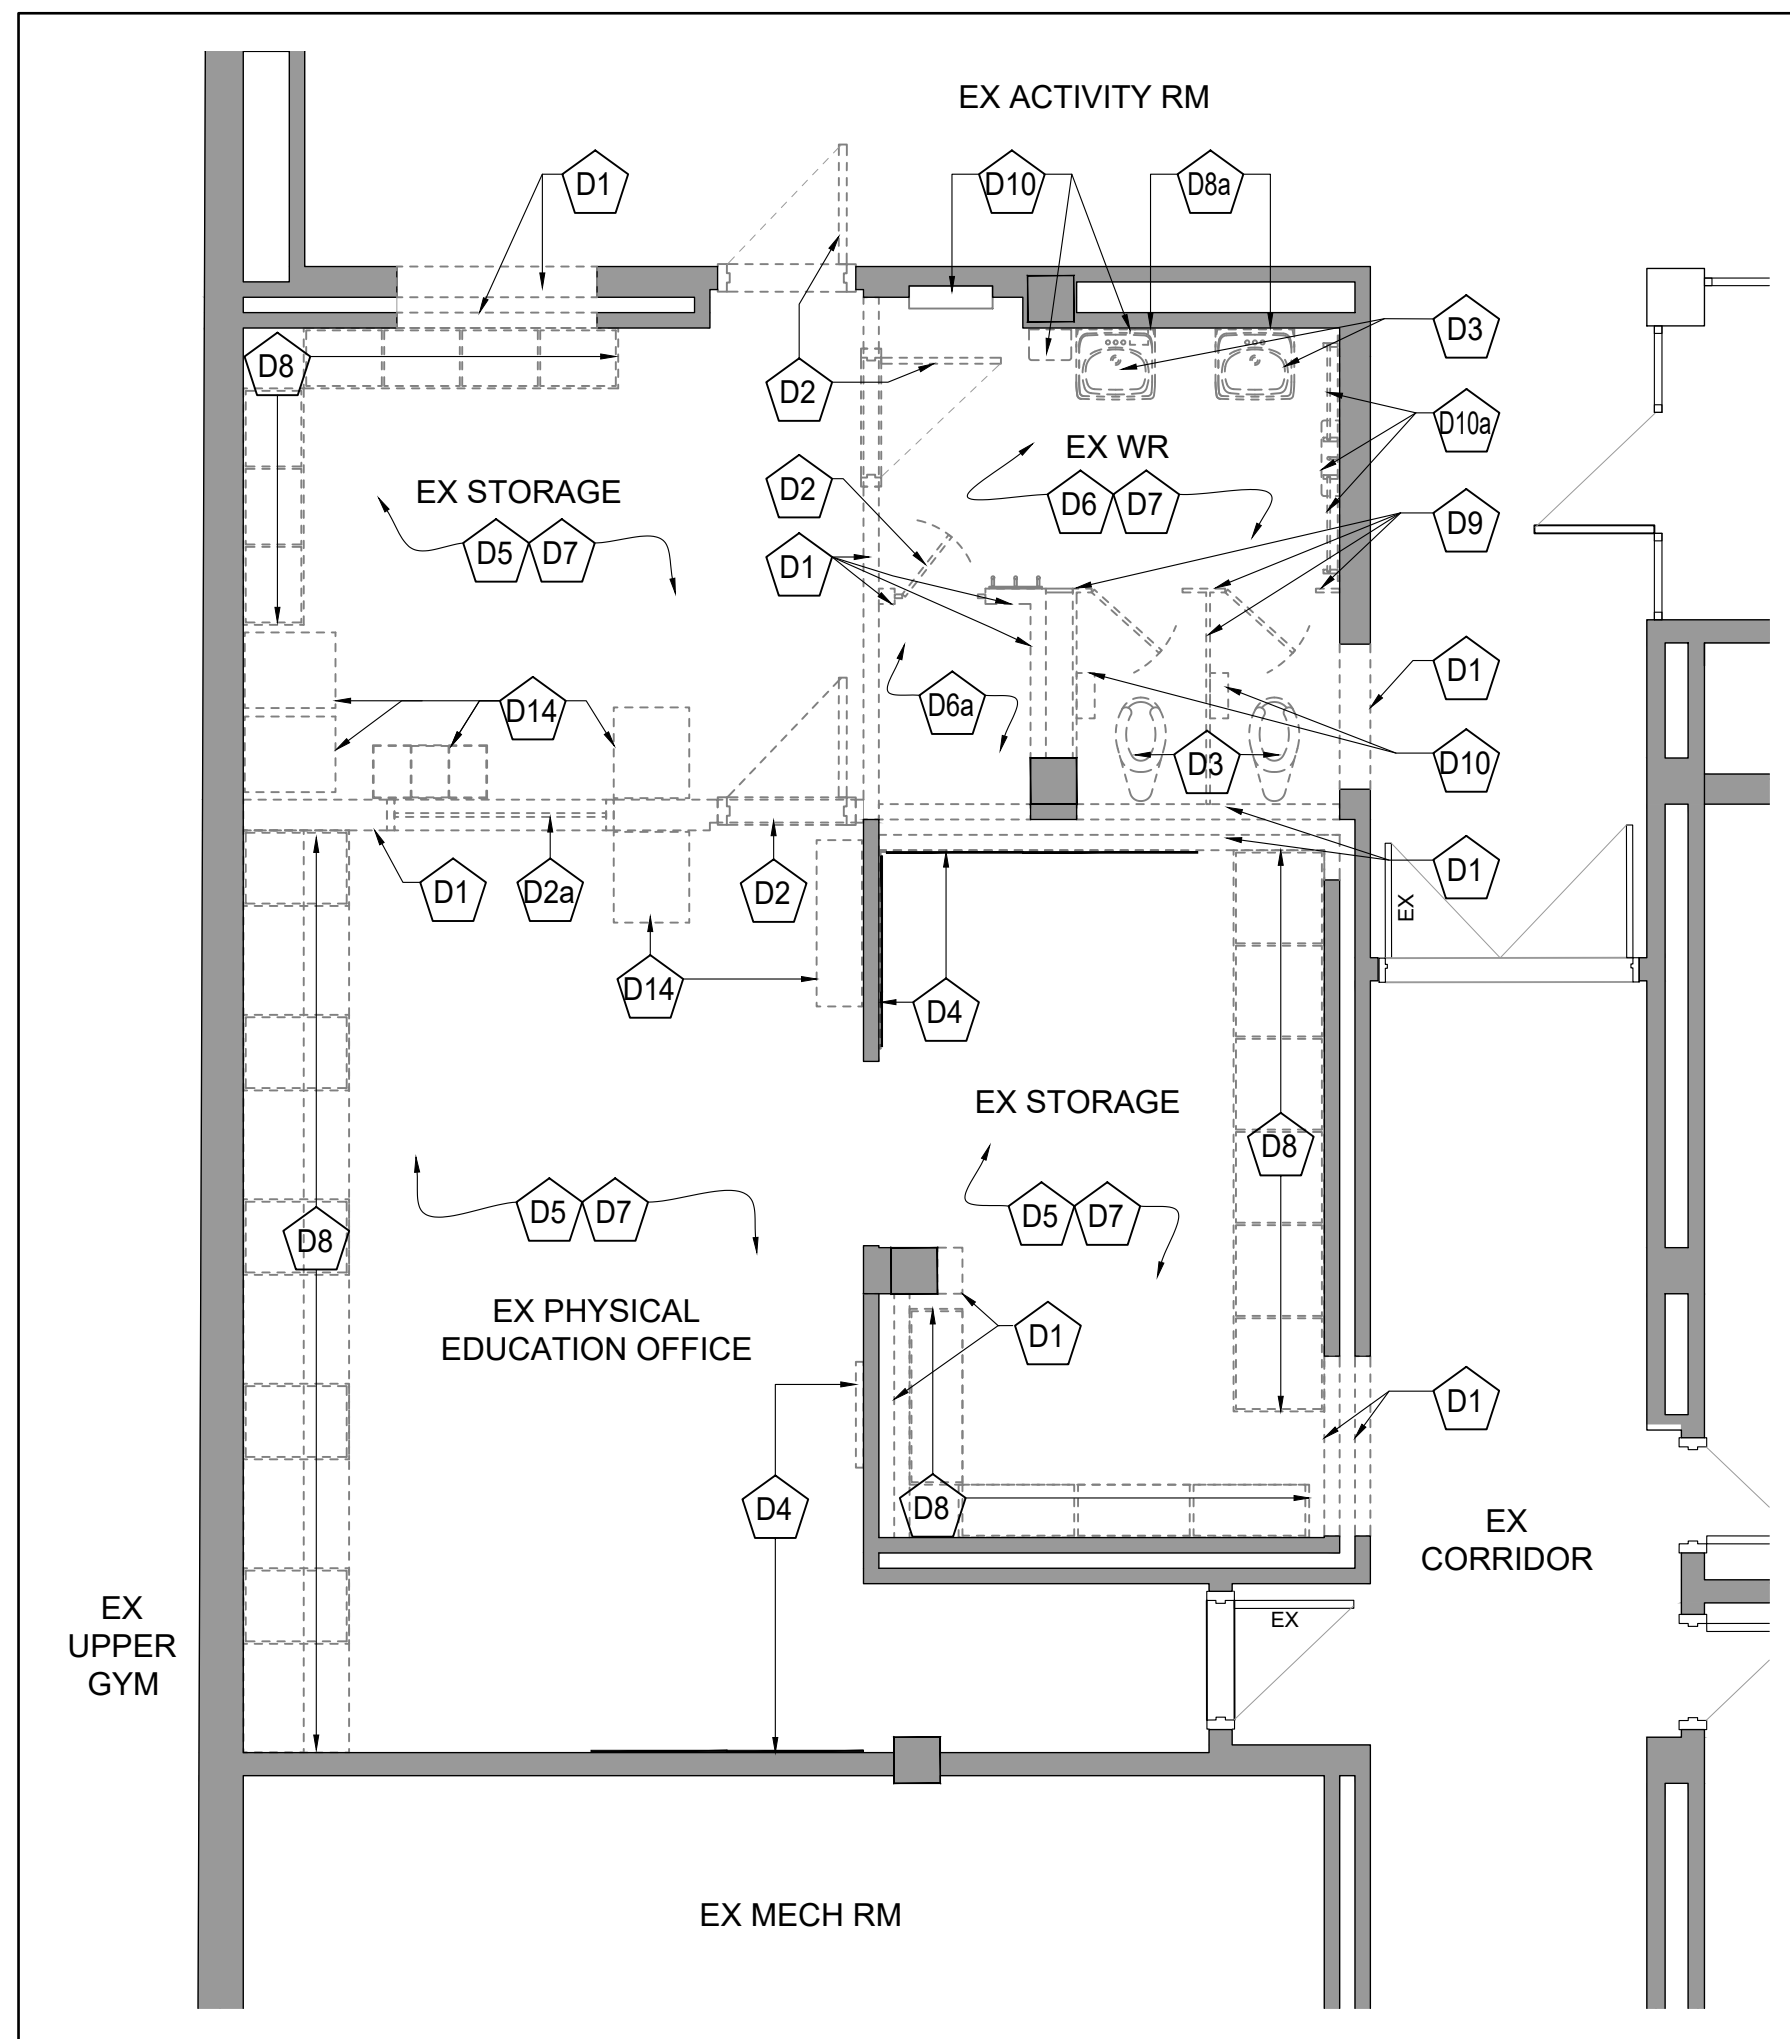 EX ACTIVITY RM
D1
D10
D8a
D3
D8
D2
D10a
EX WR
D2
EX STORAGE
D6 D7
D9
D5 D7
D1
D1
D6a
D14
D3
D10
D1
D2a
D2
D1
EX
D14
D4
EX STORAGE
D8
D5 D7
D5 D7
D8
EX PHYSICAL
EDUCATION OFFICE
D1
D1
D4
D8
EX
CORRIDOR
EX
UPPER
GYM
EX
EX MECH RM